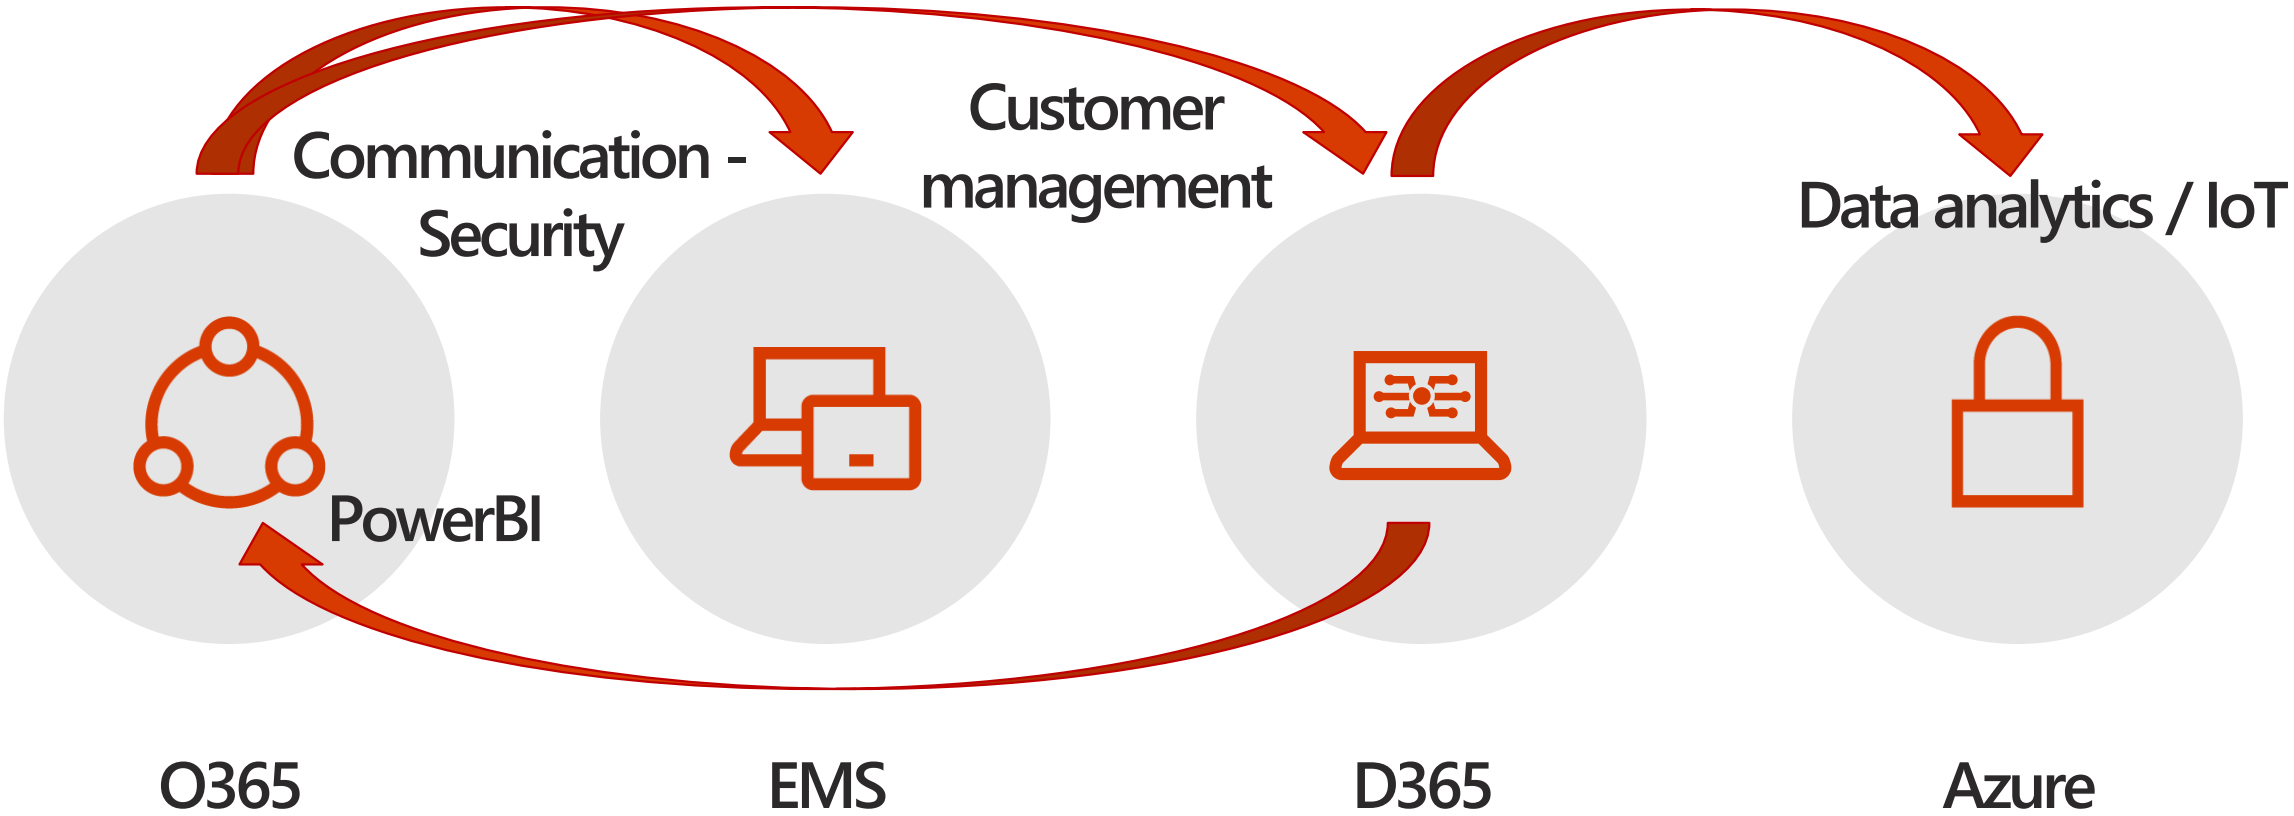 Communication -
Security
Customer
management
Data analytics / IoT
PowerBI
O365
EMS
D365
Azure